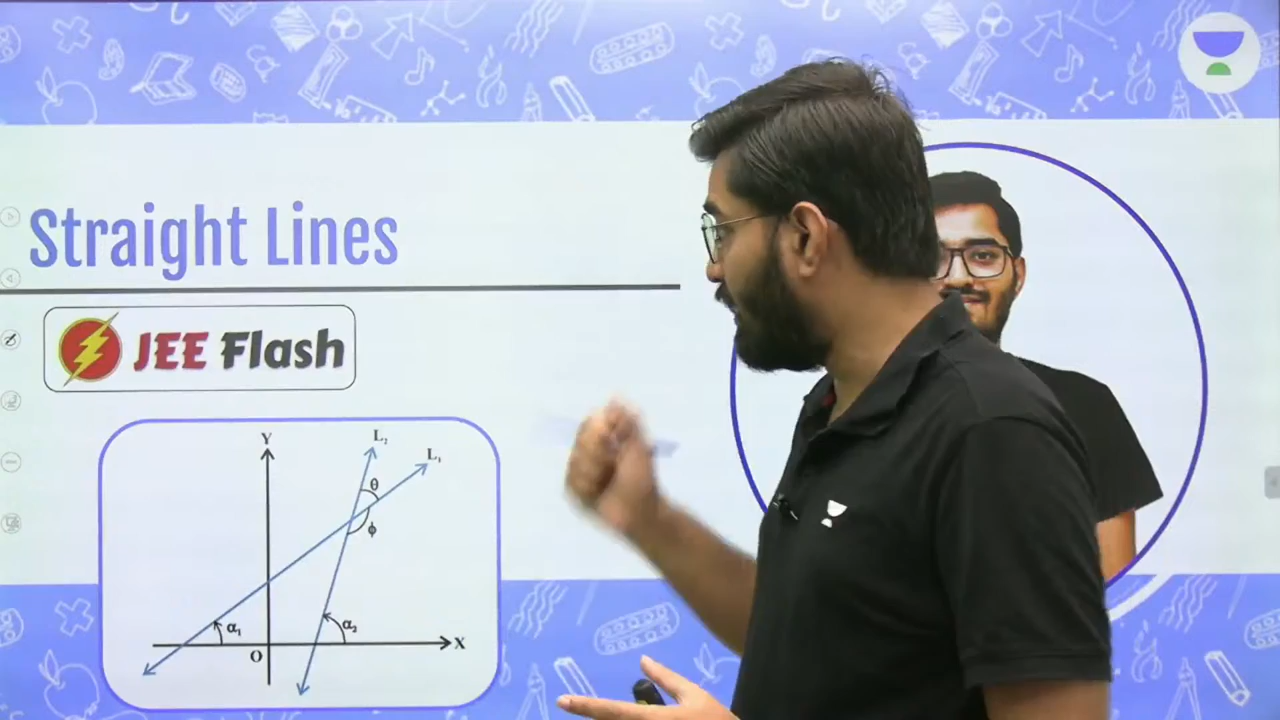 Straight Lines
JEE Flash
Y
L₂
L₁
θ
ϕ
α₁
α₂
O
X